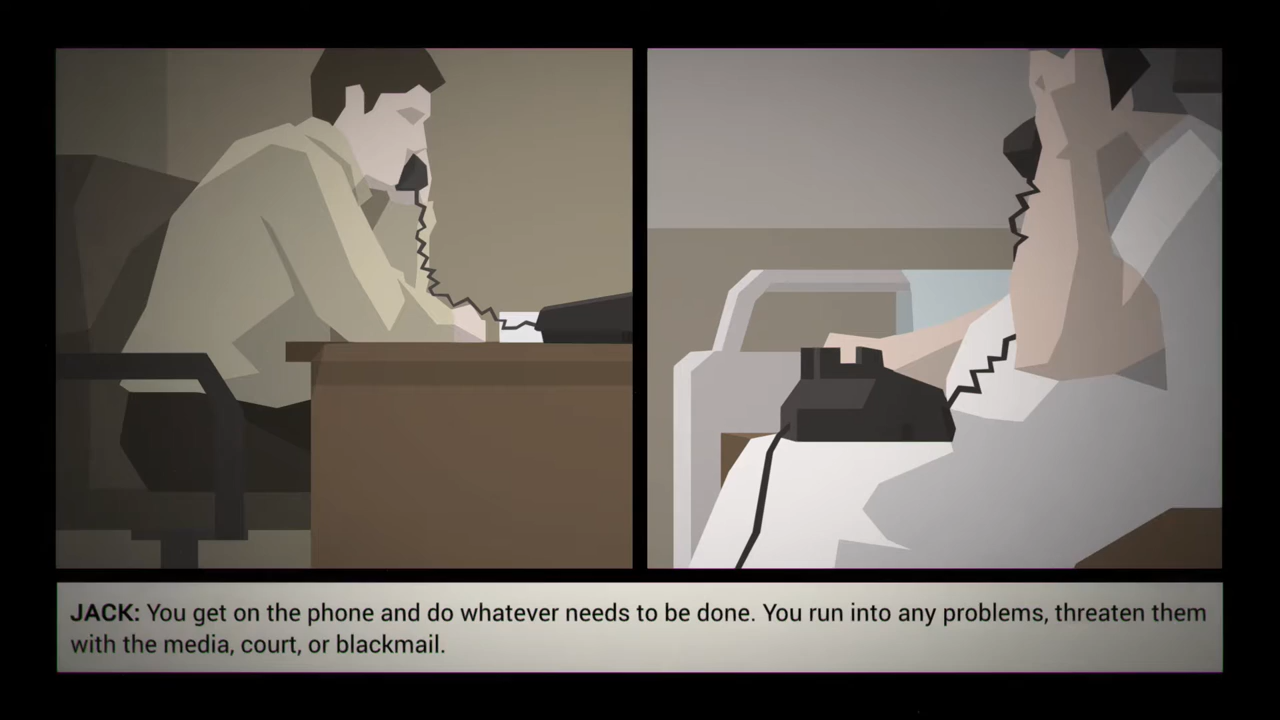 JACK: You get on the phone and do whatever needs to be done. You run into any problems, threaten them
with the media, court, or blackmail.